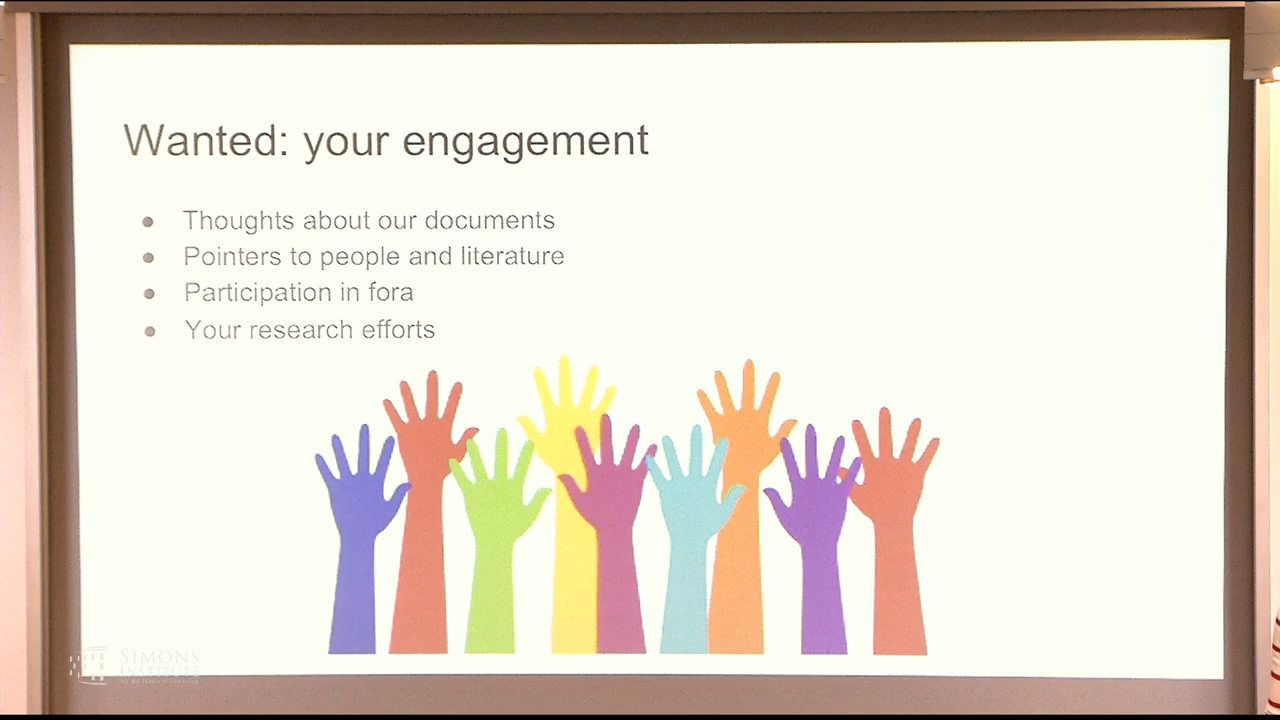 Wanted: your engagement
● Thoughts about our documents
● Pointers to people and literature
● Participation in fora
● Your research efforts
SIMONS
INSTITUTE